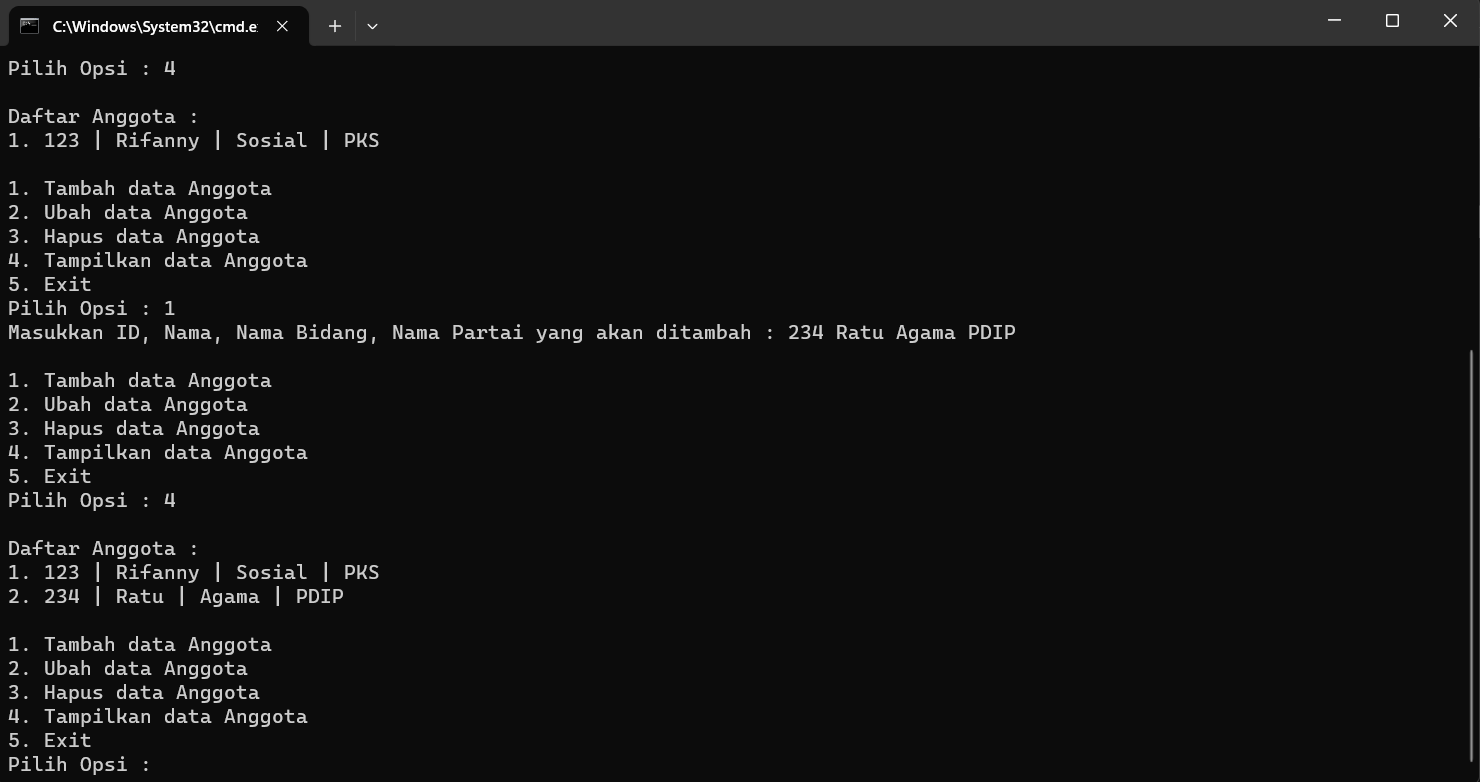 C:\Windows\System32\cmd.e
Pilih Opsi : 4
Daftar Anggota :
1. 123 | Rifanny | Sosial | PKS
1. Tambah data Anggota
2. Ubah data Anggota
3. Hapus data Anggota
4. Tampilkan data Anggota
5. Exit
Pilih Opsi : 1
Masukkan ID, Nama, Nama Bidang, Nama Partai yang akan ditambah : 234 Ratu Agama PDIP
1. Tambah data Anggota
2. Ubah data Anggota
3. Hapus data Anggota
4. Tampilkan data Anggota
5. Exit
Pilih Opsi : 4
Daftar Anggota :
1. 123 | Rifanny | Sosial | PKS
2. 234 | Ratu | Agama | PDIP
1. Tambah data Anggota
2. Ubah data Anggota
3. Hapus data Anggota
4. Tampilkan data Anggota
5. Exit
Pilih Opsi :